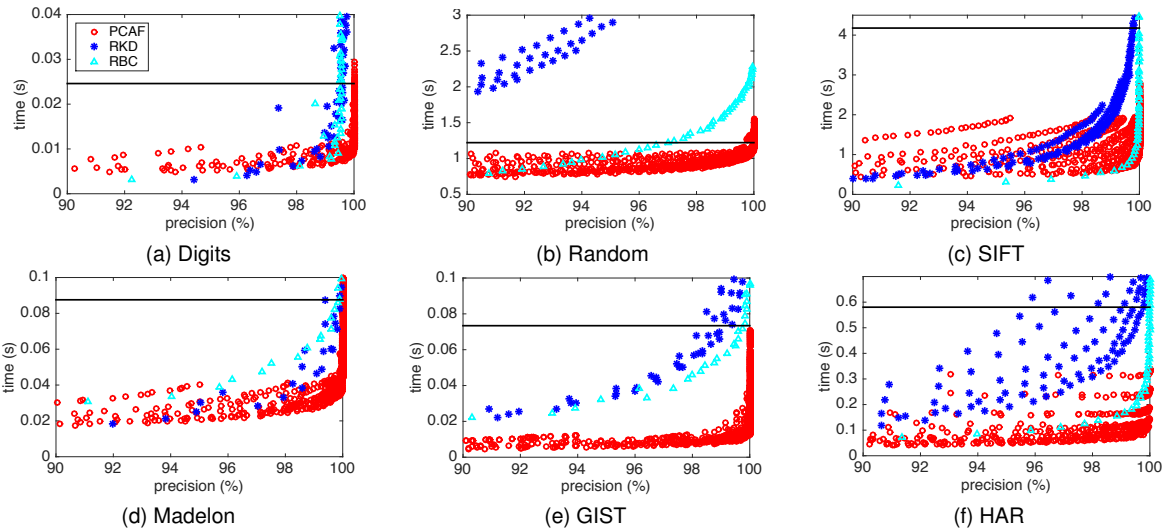 0.04
0.03
0.02
0.01
0
time (s)
PCAF
RKD
RBC
90 92 94 96 98 100
precision (%)
(a) Digits
3
2.5
2
1.5
1
0.5
time (s)
90 92 94 96 98 100
precision (%)
(b) Random
4
3
2
1
0
time (s)
90 92 94 96 98 100
precision (%)
(c) SIFT
0.1
0.08
0.06
0.04
0.02
0
time (s)
90 92 94 96 98 100
precision (%)
(d) Madelon
0.1
0.08
0.06
0.04
0.02
0
time (s)
90 92 94 96 98 100
precision (%)
(e) GIST
0.6
0.5
0.4
0.3
0.2
0.1
0
time (s)
90 92 94 96 98 100
precision (%)
(f) HAR